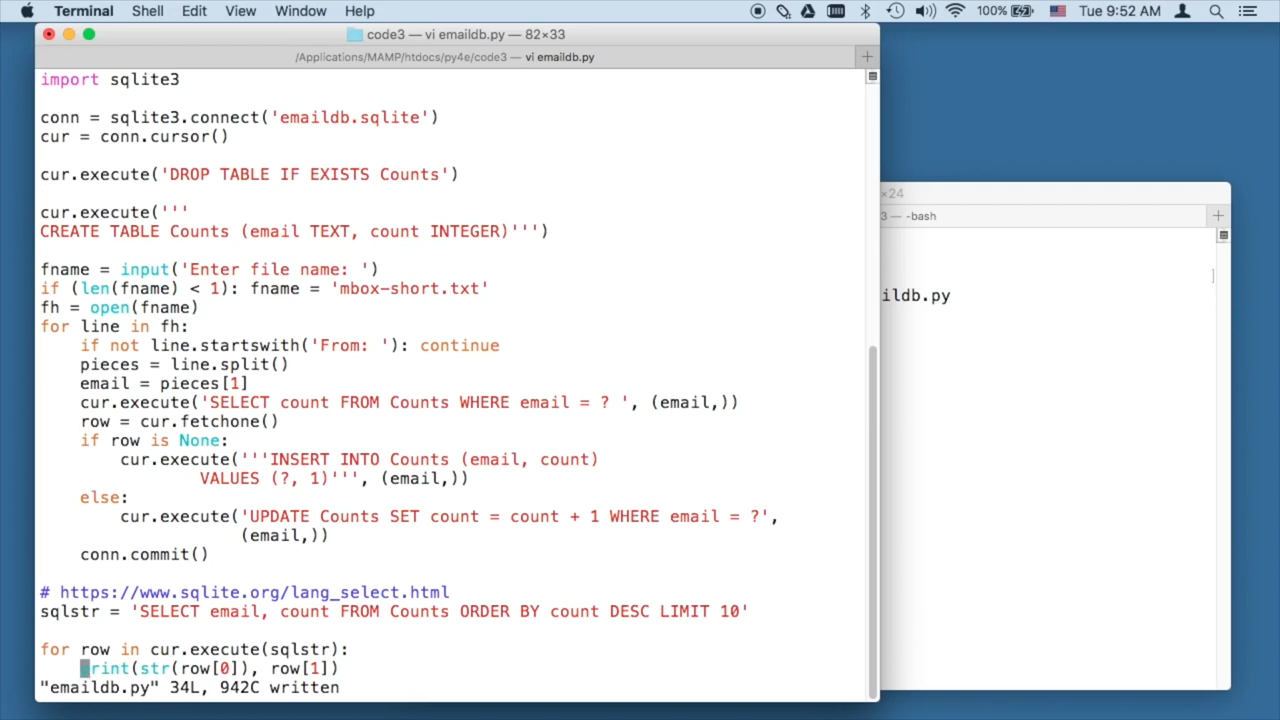 Terminal Shell Edit View Window Help 100% Tue 9:52 AM
code3 — vi emaildb.py — 82×33
/Applications/MAMP/htdocs/py4e/code3 — vi emaildb.py +
import sqlite3
conn = sqlite3.connect('emaildb.sqlite')
cur = conn.cursor()
cur.execute('DROP TABLE IF EXISTS Counts')
cur.execute('''
CREATE TABLE Counts (email TEXT, count INTEGER)''')
fname = input('Enter file name: ')
if (len(fname) < 1): fname = 'mbox-short.txt'
fh = open(fname)
for line in fh:
    if not line.startswith('From: '): continue
    pieces = line.split()
    email = pieces[1]
    cur.execute('SELECT count FROM Counts WHERE email = ? ', (email,))
    row = cur.fetchone()
    if row is None:
        cur.execute('''INSERT INTO Counts (email, count)
                VALUES (?, 1)''', (email,))
    else:
        cur.execute('UPDATE Counts SET count = count + 1 WHERE email = ?',
                    (email,))
    conn.commit()
# https://www.sqlite.org/lang_select.html
sqlstr = 'SELECT email, count FROM Counts ORDER BY count DESC LIMIT 10'
for row in cur.execute(sqlstr):
    print(str(row[0]), row[1])
"emaildb.py" 34L, 942C written
×24
3 — -bash +
]
ildb.py